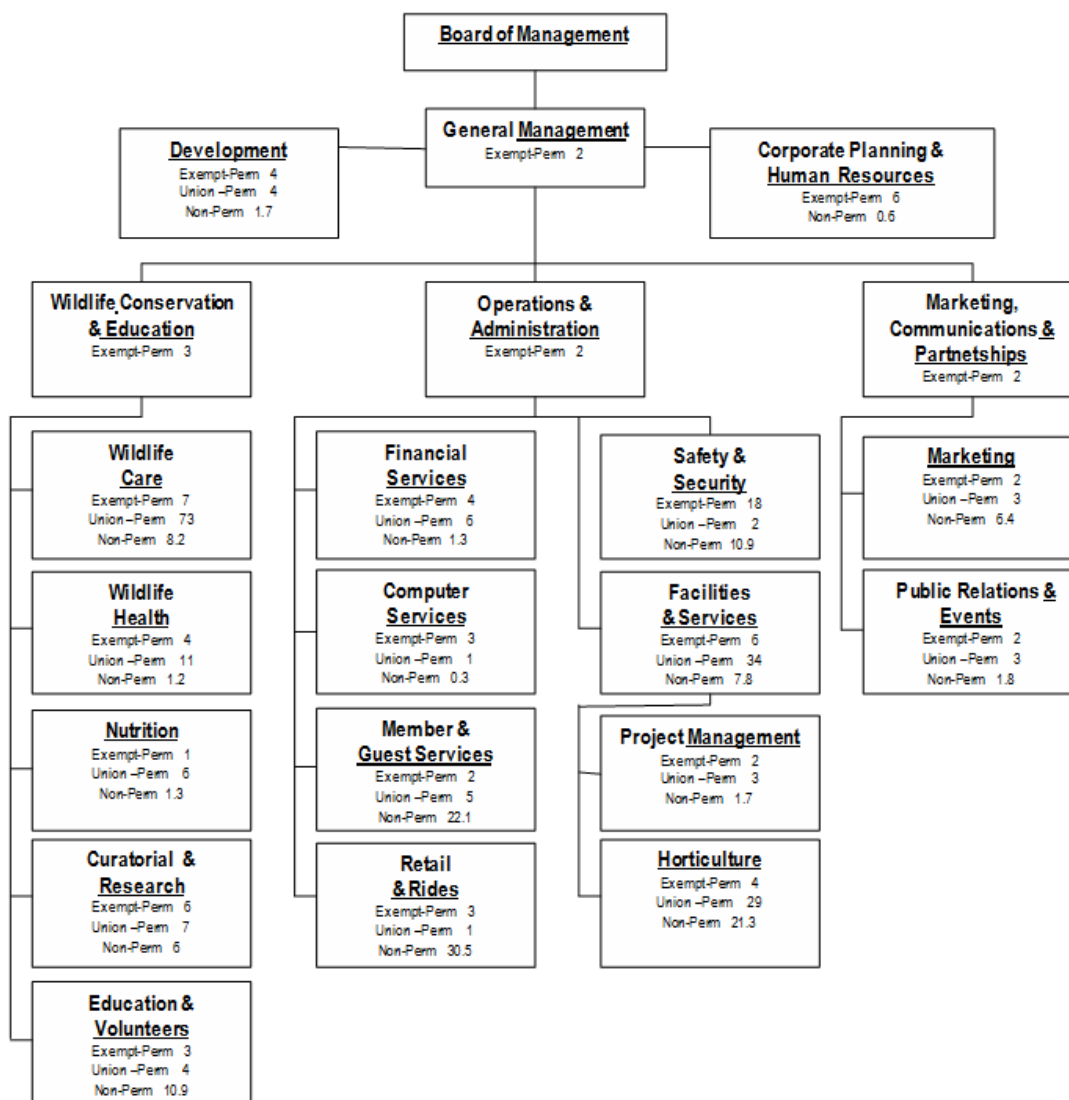 Board of Management
General Management
Exempt-Perm 2
Development
Exempt-Perm 4
Union –Perm 4
Non-Perm 1.7
Corporate Planning &
Human Resources
Exempt-Perm 6
Non-Perm 0.6
Wildlife Conservation
& Education
Exempt-Perm 3
Operations &
Administration
Exempt-Perm 2
Marketing,
Communications &
Partnetships
Exempt-Perm 2
Wildlife
Care
Exempt-Perm 7
Union –Perm 73
Non-Perm 8.2
Wildlife
Health
Exempt-Perm 4
Union –Perm 11
Non-Perm 1.2
Nutrition
Exempt-Perm 1
Union –Perm 6
Non-Perm 1.3
Curatorial &
Research
Exempt-Perm 6
Union –Perm 7
Non-Perm 6
Education &
Volunteers
Exempt-Perm 3
Union –Perm 4
Non-Perm 10.9
Financial
Services
Exempt-Perm 4
Union –Perm 6
Non-Perm 1.3
Computer
Services
Exempt-Perm 3
Union –Perm 1
Non-Perm 0.3
Member &
Guest Services
Exempt-Perm 2
Union –Perm 5
Non-Perm 22.1
Retail
& Rides
Exempt-Perm 3
Union –Perm 1
Non-Perm 30.5
Safety &
Security
Exempt-Perm 18
Union –Perm 2
Non-Perm 10.9
Facilities
& Services
Exempt-Perm 6
Union –Perm 34
Non-Perm 7.8
Project Management
Exempt-Perm 2
Union –Perm 3
Non-Perm 1.7
Horticulture
Exempt-Perm 4
Union –Perm 29
Non-Perm 21.3
Marketing
Exempt-Perm 2
Union –Perm 3
Non-Perm 6.4
Public Relations &
Events
Exempt-Perm 2
Union –Perm 3
Non-Perm 1.8